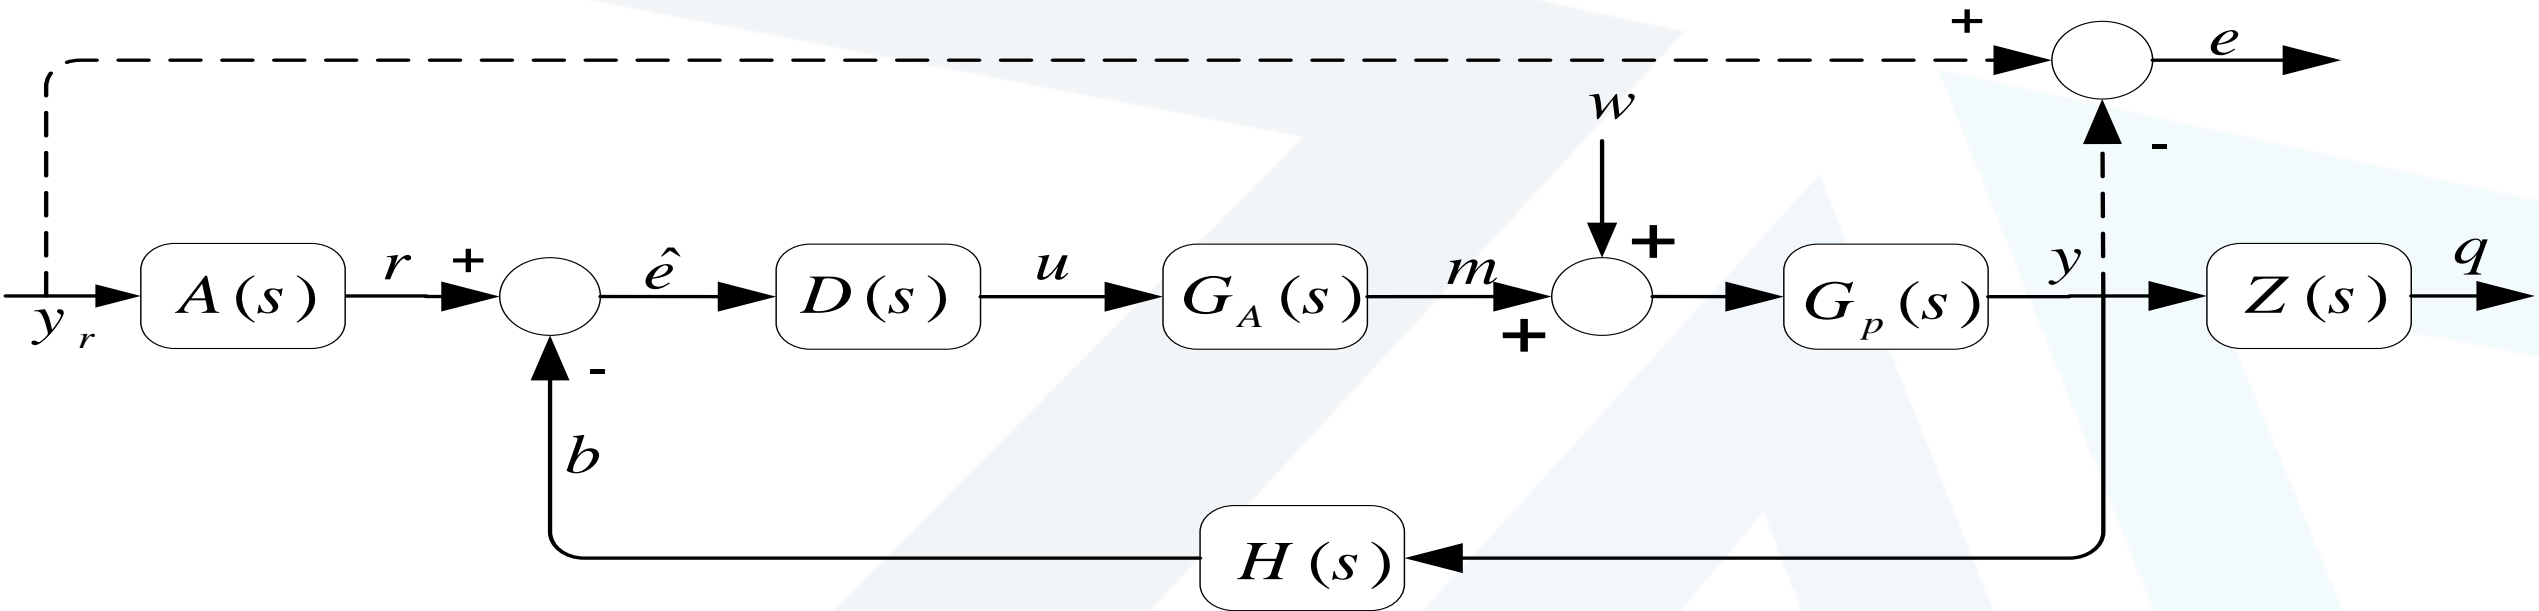 + e
w
+
r + ê D(s) u G_A(s) m + G_p(s) y - Z(s) q
y_r A(s)
-
b
H(s)